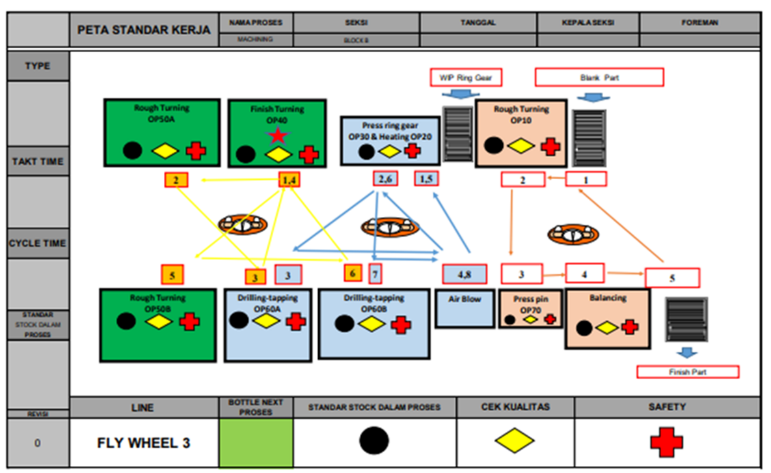 PETA STANDAR KERJA
NAMA PROSES
SEKSI
TANGGAL
KEPALA SEKSI
FOREMAN
MACHINING
BLOCK B
TYPE
TAKT TIME
CYCLE TIME
STANDAR
STOCK DALAM
PROSES
REVISI
0
WIP Ring Gear
Blank Part
Rough Turning
OP50A
Finish Turning
OP40
Press ring gear
OP30 & Heating OP20
Rough Turning
OP10
2
1,4
2,6
1,5
2
1
5
3
3
6
7
4,8
3
4
5
Rough Turning
OP50B
Drilling-tapping
OP60A
Drilling-tapping
OP60B
Air Blow
Press pin
OP70
Balancing
Finish Part
LINE
BOTTLE NEXT
PROSES
STANDAR STOCK DALAM PROSES
CEK KUALITAS
SAFETY
FLY WHEEL 3